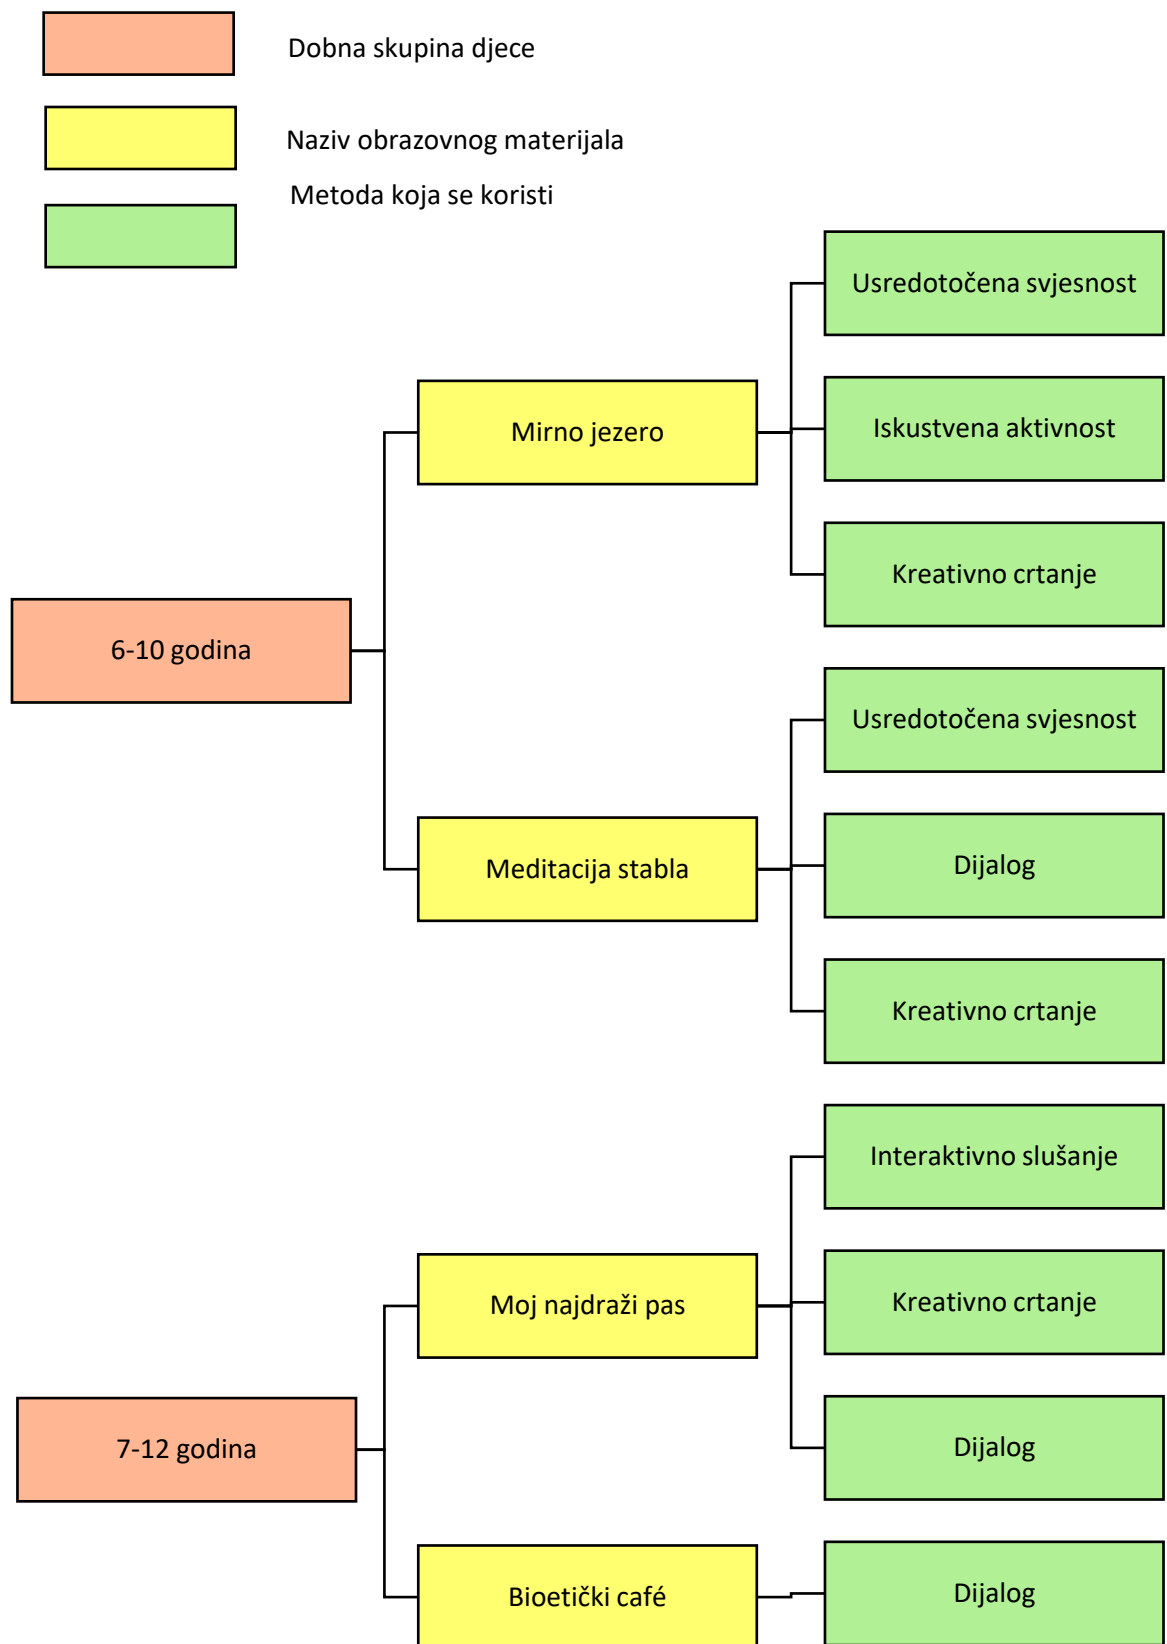 Dobna skupina djece
Naziv obrazovnog materijala
Metoda koja se koristi
6-10 godina
Mirno jezero
Usredotočena svjesnost
Iskustvena aktivnost
Kreativno crtanje
Meditacija stabla
Usredotočena svjesnost
Dijalog
Kreativno crtanje
7-12 godina
Moj najdraži pas
Interaktivno slušanje
Kreativno crtanje
Dijalog
Bioetički café
Dijalog